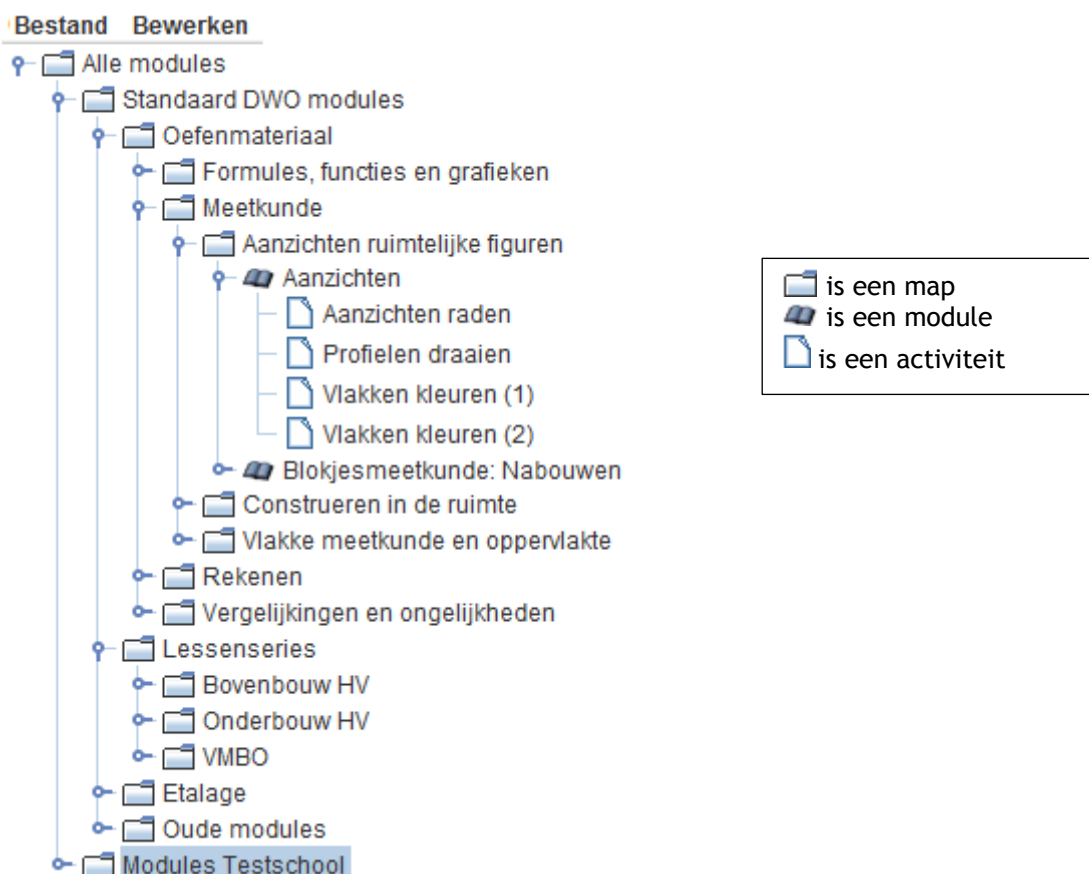 Bestand Bewerken
Alle modules
Standaard DWO modules
Oefenmateriaal
Formules, functies en grafieken
Meetkunde
Aanzichten ruimtelijke figuren
Aanzichten
Aanzichten raden
Profielen draaien
Vlakken kleuren (1)
Vlakken kleuren (2)
Blokjesmeetkunde: Nabouwen
Construeren in de ruimte
Vlakke meetkunde en oppervlakte
Rekenen
Vergelijkingen en ongelijkheden
Lessenseries
Bovenbouw HV
Onderbouw HV
VMBO
Etalage
Oude modules
Modules Testschool
is een map
is een module
is een activiteit